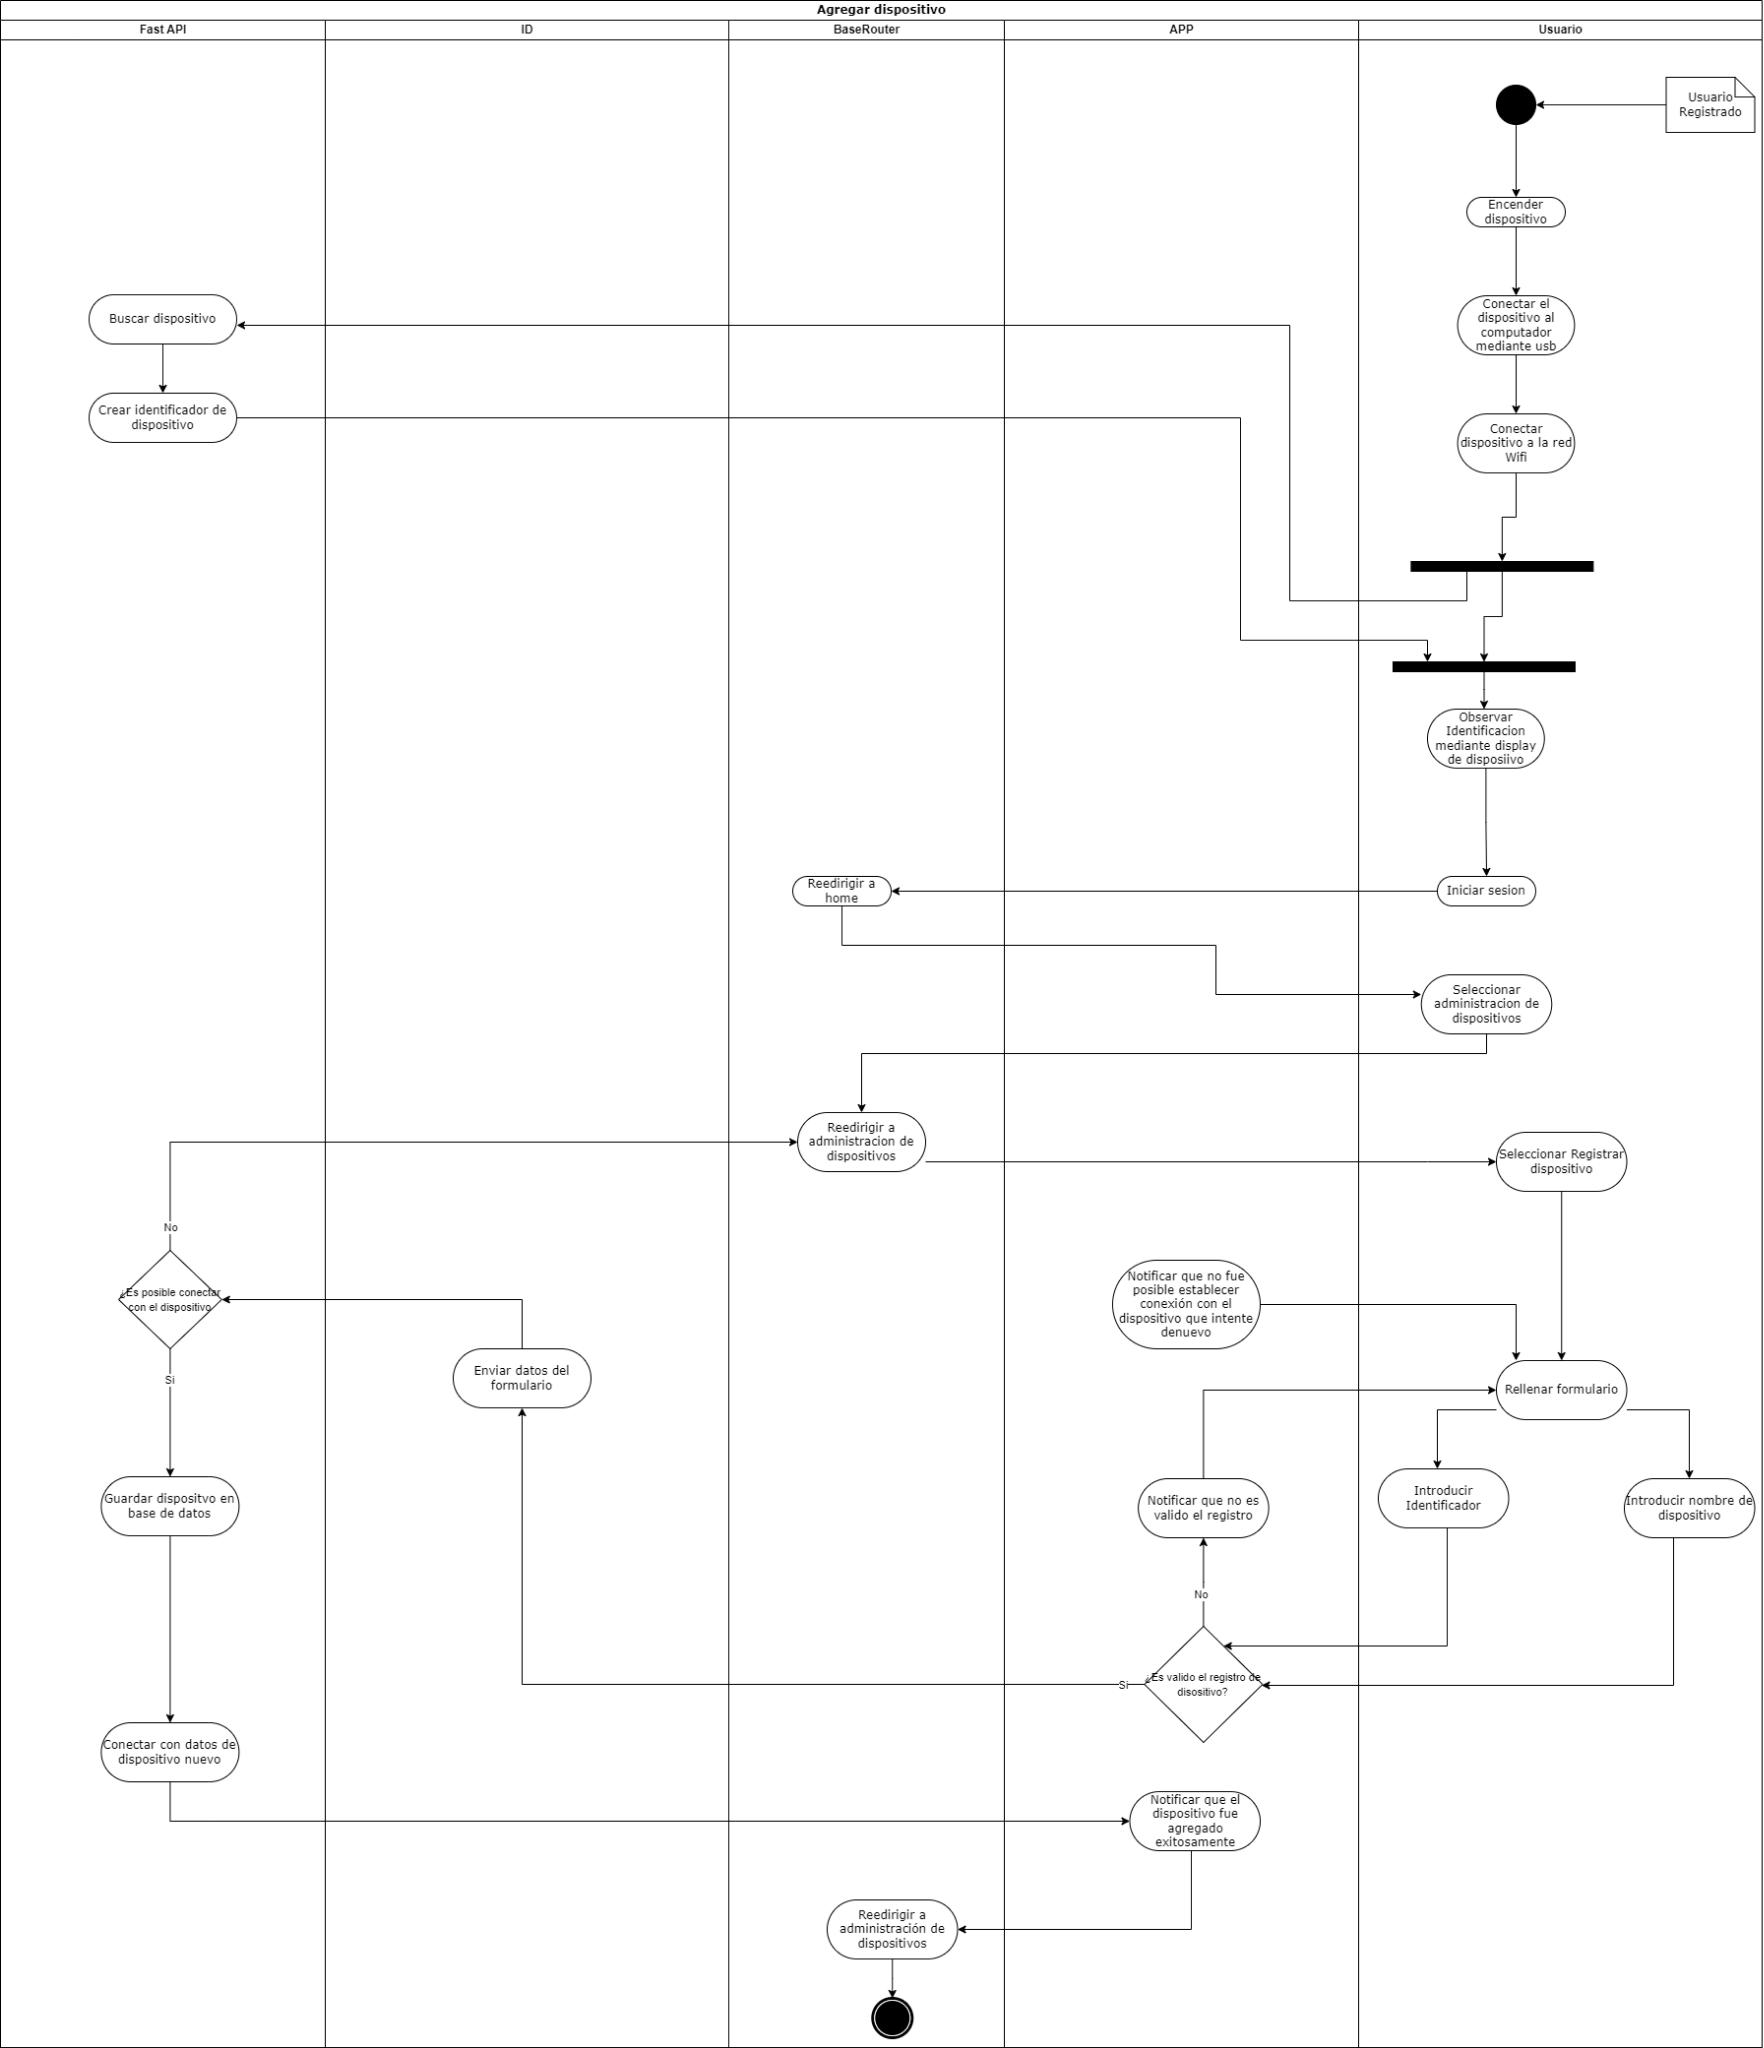 Agregar dispositivo
Fast API
ID
BaseRouter
APP
Usuario
Usuario
Registrado
Encender
dispositivo
Buscar dispositivo
Conectar el
dispositivo al
computador
mediante usb
Crear identificador de
dispositivo
Conectar
dispositivo a la red
Wifi
Observar
Identificacion
mediante display
de disposiivo
Reedirigir a
home
Iniciar sesion
Seleccionar
administracion de
dispositivos
Reedirigir a
administracion de
dispositivos
Seleccionar Registrar
dispositivo
No
¿Es posible conectar
con el dispositivo
Notificar que no fue
posible establecer
conexión con el
dispositivo que intente
denuevo
Si
Enviar datos del
formulario
Rellenar formulario
Guardar dispositvo en
base de datos
Notificar que no es
valido el registro
Introducir
Identificador
Introducir nombre de
dispositivo
No
Si
¿Es valido el registro de
disositivo?
Conectar con datos de
dispositivo nuevo
Notificar que el
dispositivo fue
agregado
exitosamente
Reedirigir a
administración de
dispositivos